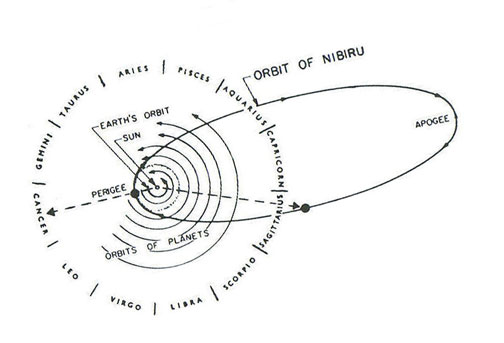 ORBIT OF NIBIRU
ARIES
PISCES
TAURUS
AQUARIUS
EARTH'S ORBIT
SUN
APOGEE
GEMINI
CAPRICORN
PERIGEE
CANCER
SAGITTARIUS
ORBITS OF PLANETS
LEO
SCORPIO
VIRGO
LIBRA